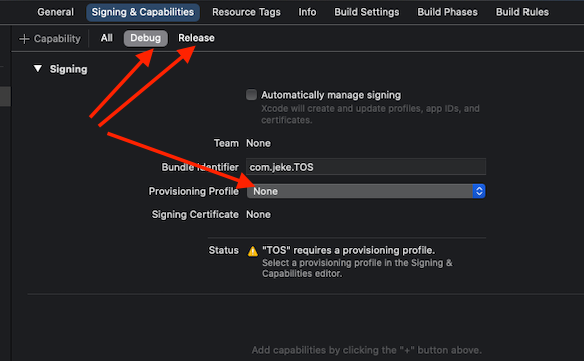 General Signing & Capabilities Resource Tags Info Build Settings Build Phases Build Rules
+ Capability All Debug Release
Signing
Automatically manage signing
Xcode will create and update profiles, app IDs, and
certificates.
Team None
Bundle Identifier com.jeke.TOS
Provisioning Profile None
Signing Certificate None
Status "TOS" requires a provisioning profile.
Select a provisioning profile in the Signing &
Capabilities editor.
Add capabilities by clicking the "+" button above.